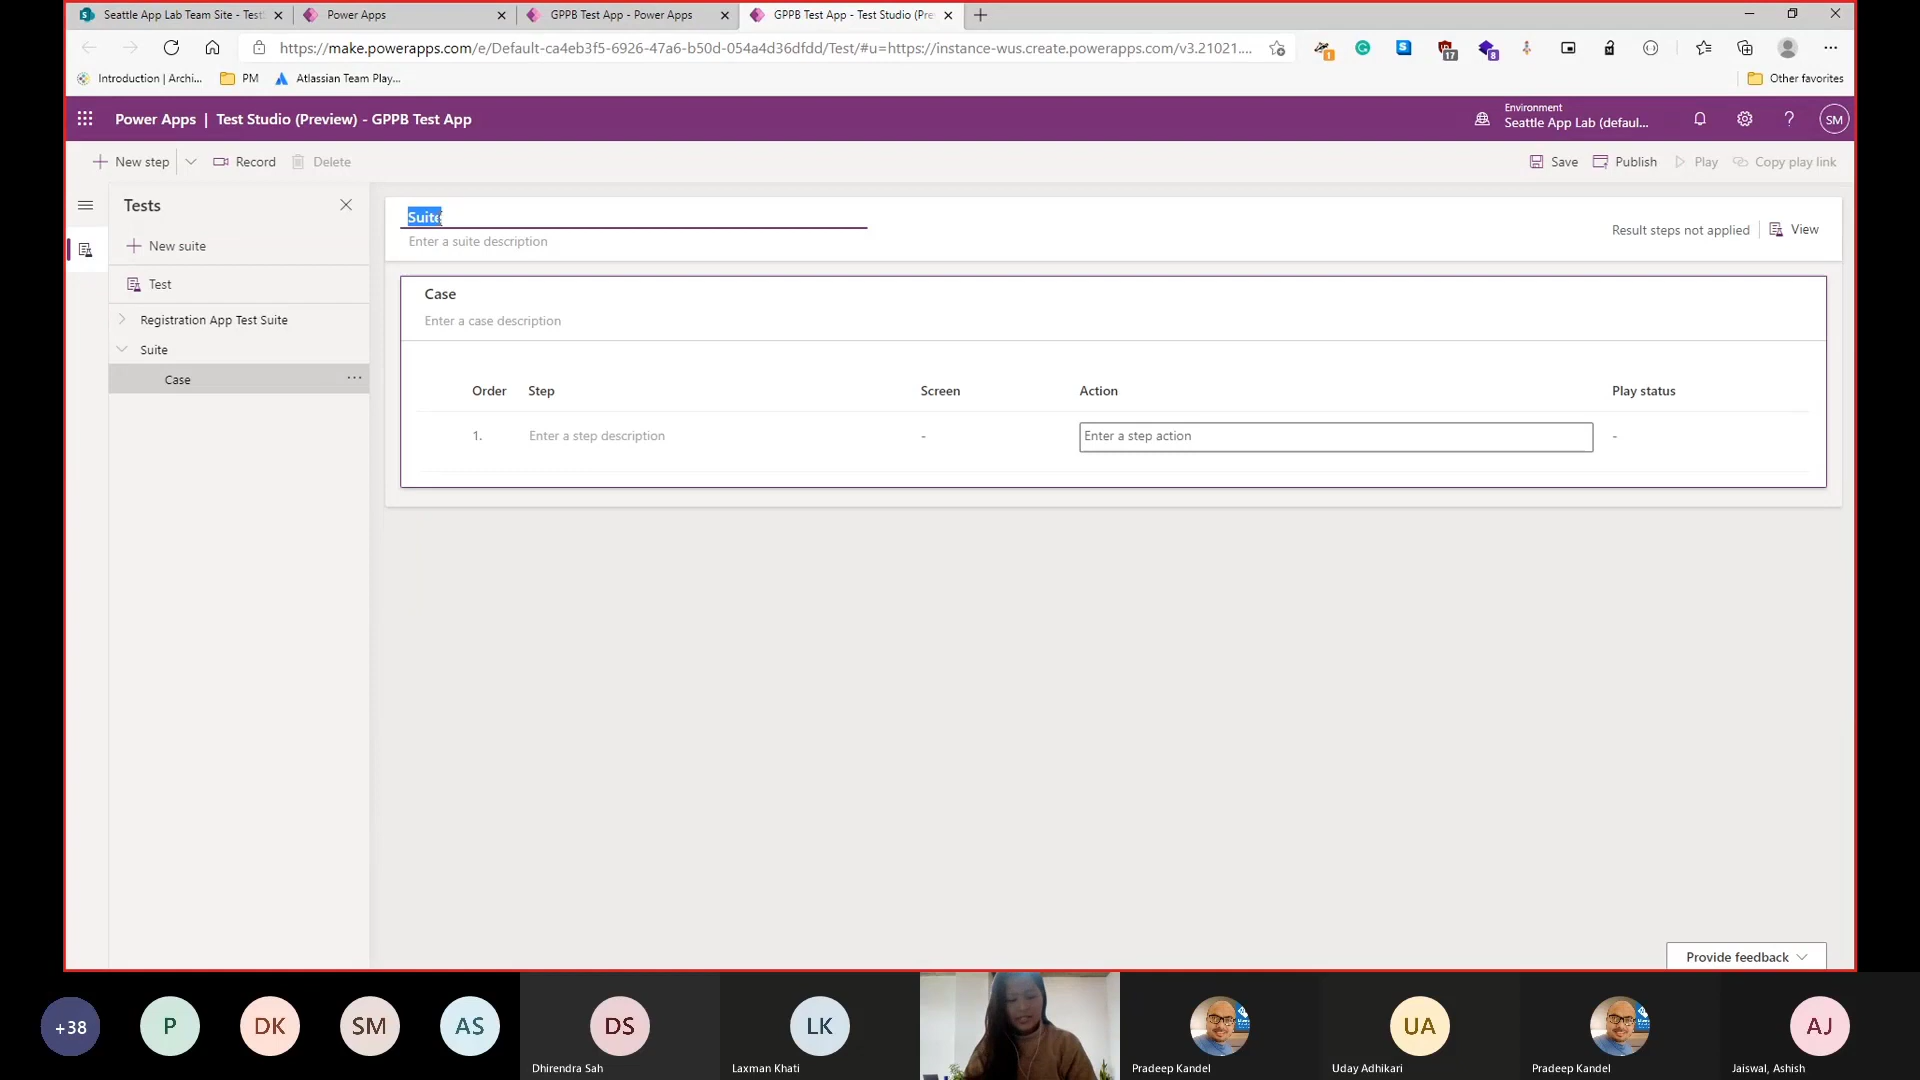 Seattle App Lab Team Site - Test
Power Apps
GPPB Test App - Power Apps
GPPB Test App - Test Studio (Pre
https://make.powerapps.com/e/Default-ca4eb3f5-6926-47a6-b50d-054a4d36dfdd/Test/#u=https://instance-wus.create.powerapps.com/v3.21021....
1
17
8
Introduction | Archi...
PM
Atlassian Team Play...
Other favorites
Power Apps | Test Studio (Preview) - GPPB Test App
Environment
Seattle App Lab (defaul...
?
SM
New step
Record
Delete
Save
Publish
Play
Copy play link
Tests
New suite
Test
Registration App Test Suite
Suite
Case
...
Suite
Enter a suite description
Result steps not applied
View
Case
Enter a case description
Order
Step
Screen
Action
Play status
1.
Enter a step description
-
Enter a step action
-
Provide feedback
+38
P
DK
SM
AS
DS
LK
UA
AJ
Dhirendra Sah
Laxman Khati
Pradeep Kandel
Uday Adhikari
Pradeep Kandel
Jaiswal, Ashish